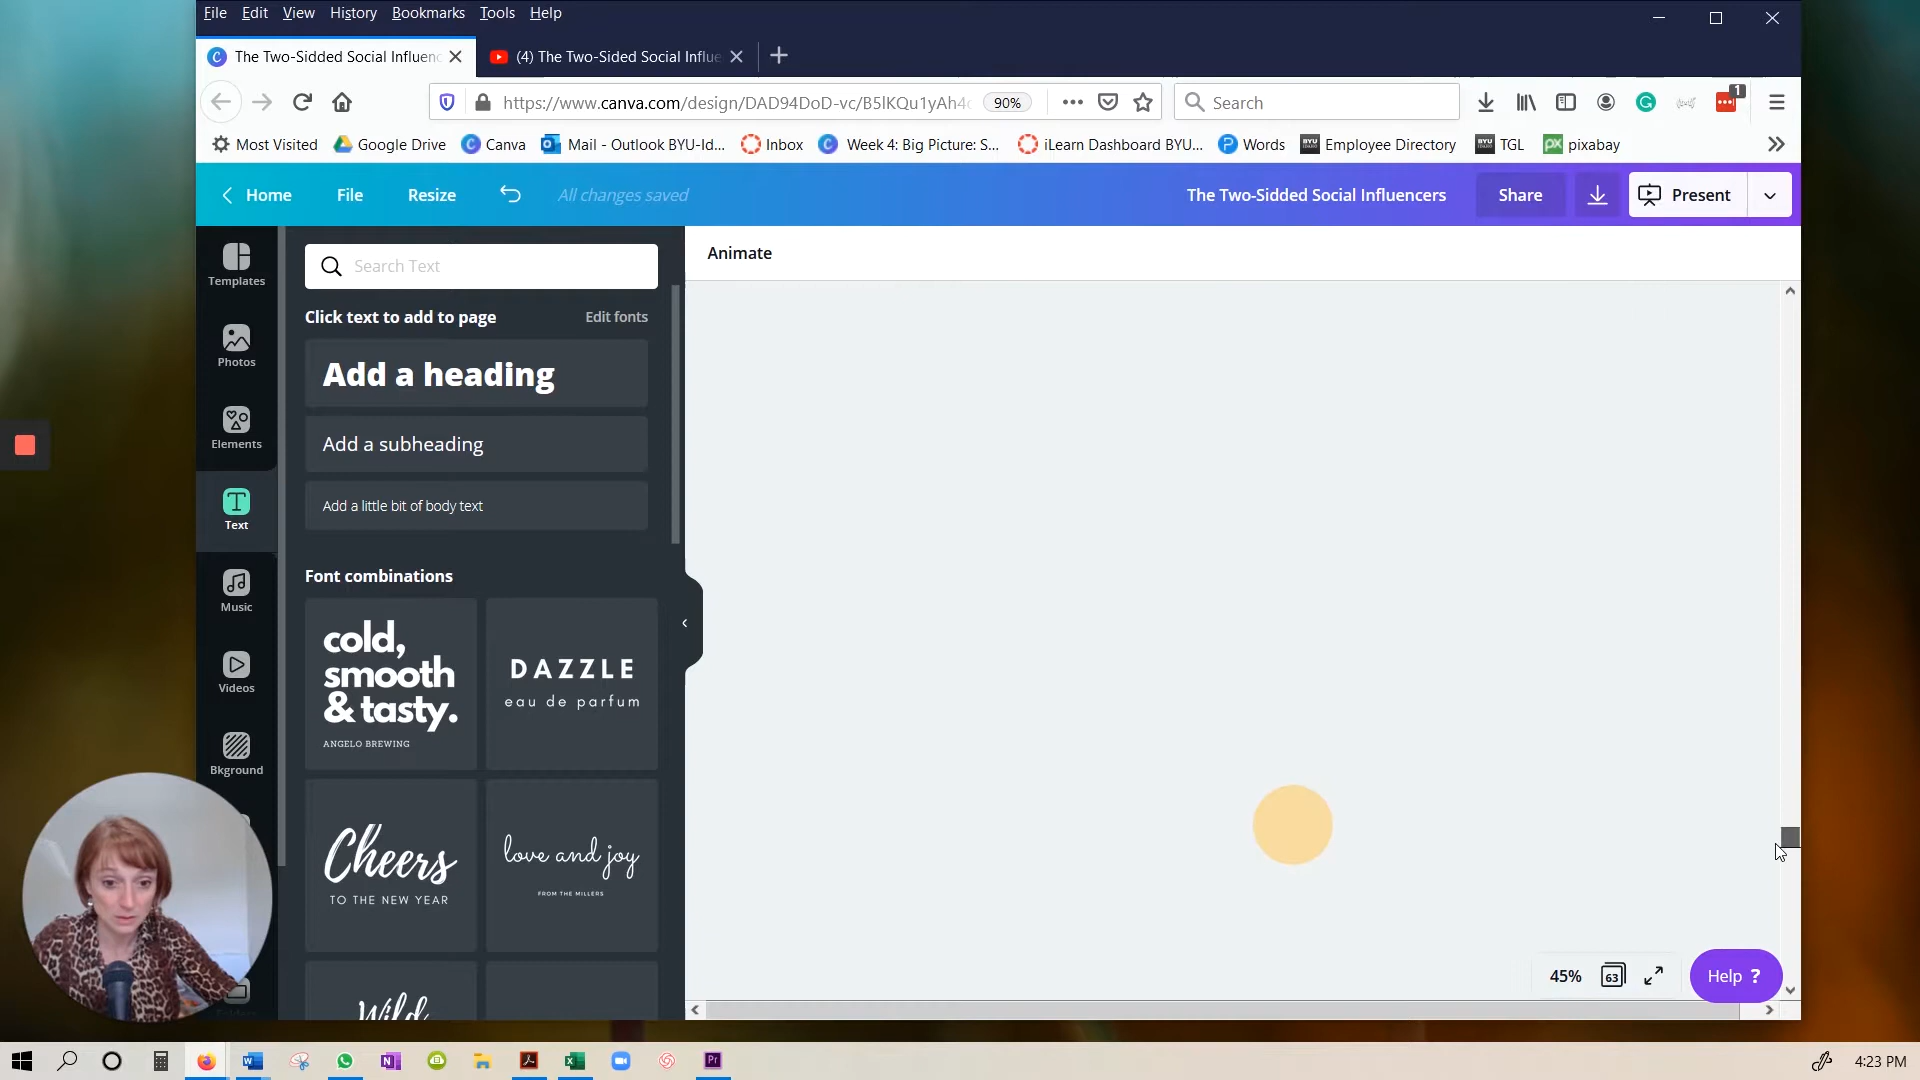 File Edit View History Bookmarks Tools Help
The Two-Sidded Social Influenc
(4) The Two-Sided Social Influe
https://www.canva.com/design/DAD94DoD-vc/B5lKQu1yAh4
90%
Search
1
Most Visited Google Drive Canva Mail - Outlook BYU-Id... Inbox Week 4: Big Picture: S... iLearn Dashboard BYU... Words Employee Directory TGL pixabay
Home File Resize All changes saved The Two-Sidded Social Influencers Share Present
Templates
Photos
Elements
Text
Music
Videos
Bkground
Search Text
Click text to add to page Edit fonts
Add a heading
Add a subheading
Add a little bit of body text
Font combinations
cold,
smooth
& tasty.
ANGELO BREWING
DAZZLE
eau de parfum
Cheers
TO THE NEW YEAR
love and joy
FROM THE MILLERS
Wild
Animate
45% 63 Help ?
4:23 PM